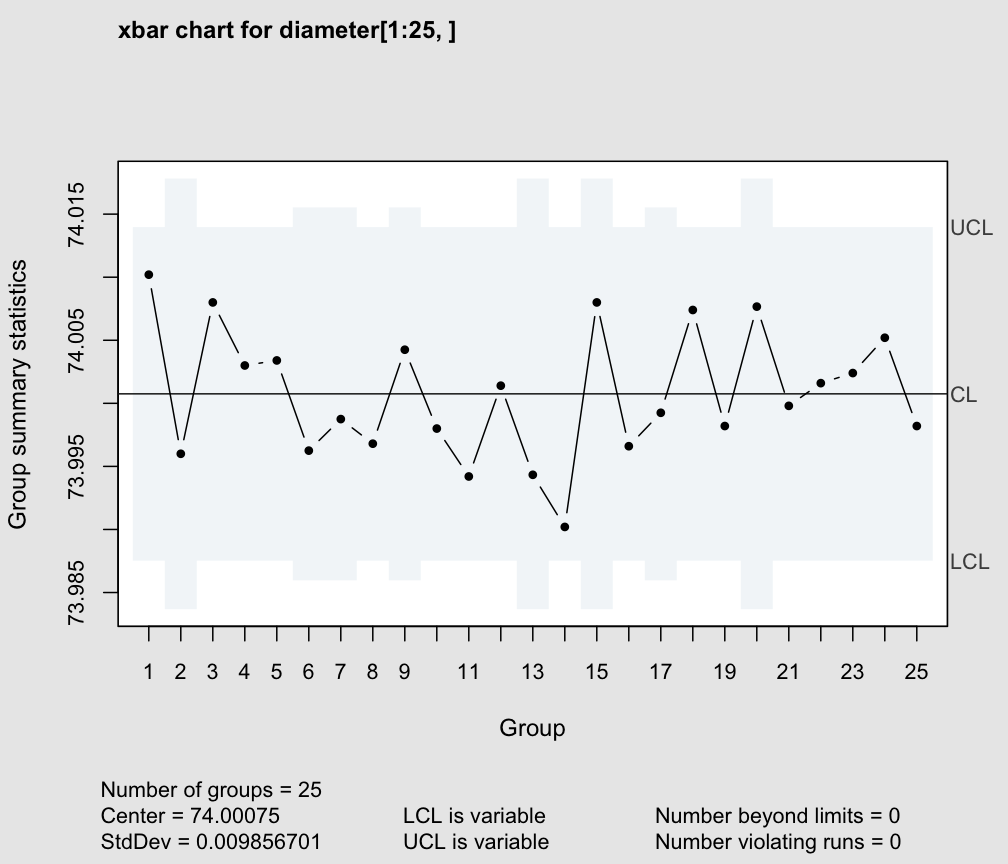 xbar chart for diameter[1:25, ]
Group summary statistics
74.015
74.005
73.995
73.985
UCL
CL
LCL
1 2 3 4 5 6 7 8 9 11 13 15 17 19 21 23 25
Group
Number of groups = 25
Center = 74.00075 LCL is variable Number beyond limits = 0
StdDev = 0.009856701 UCL is variable Number violating runs = 0